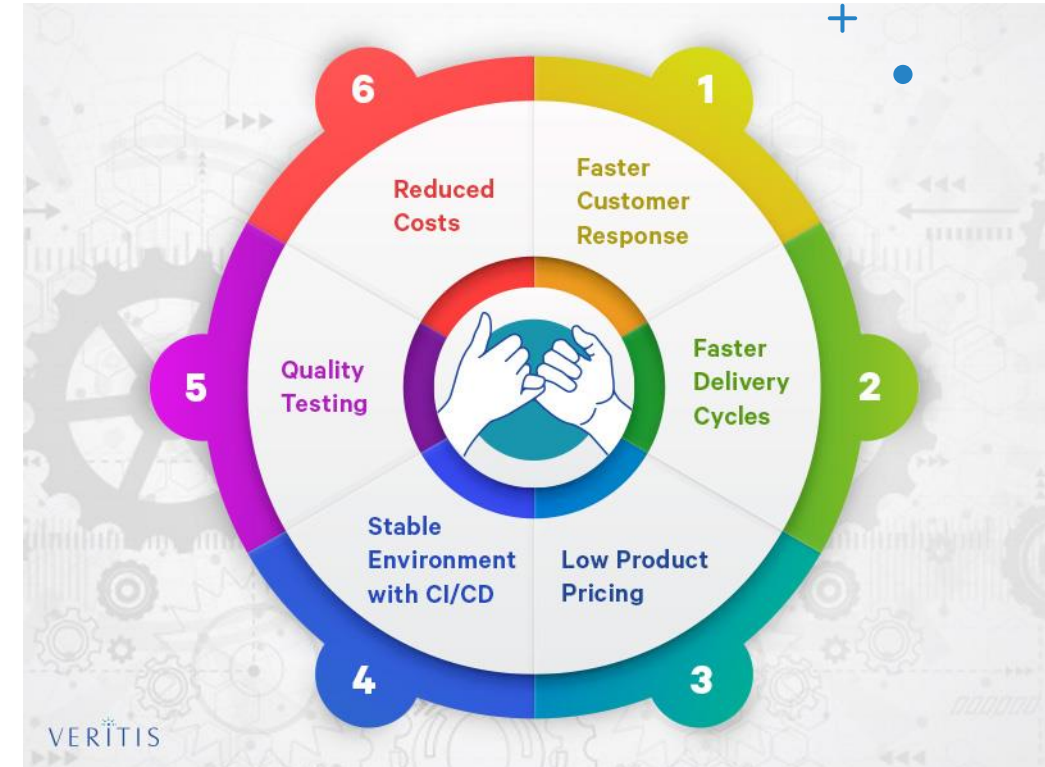 1
Faster
Customer
Response
2
Faster
Delivery
Cycles
3
Low Product
Pricing
4
Stable
Environment
with CI/CD
5
Quality
Testing
6
Reduced
Costs
VERITIS